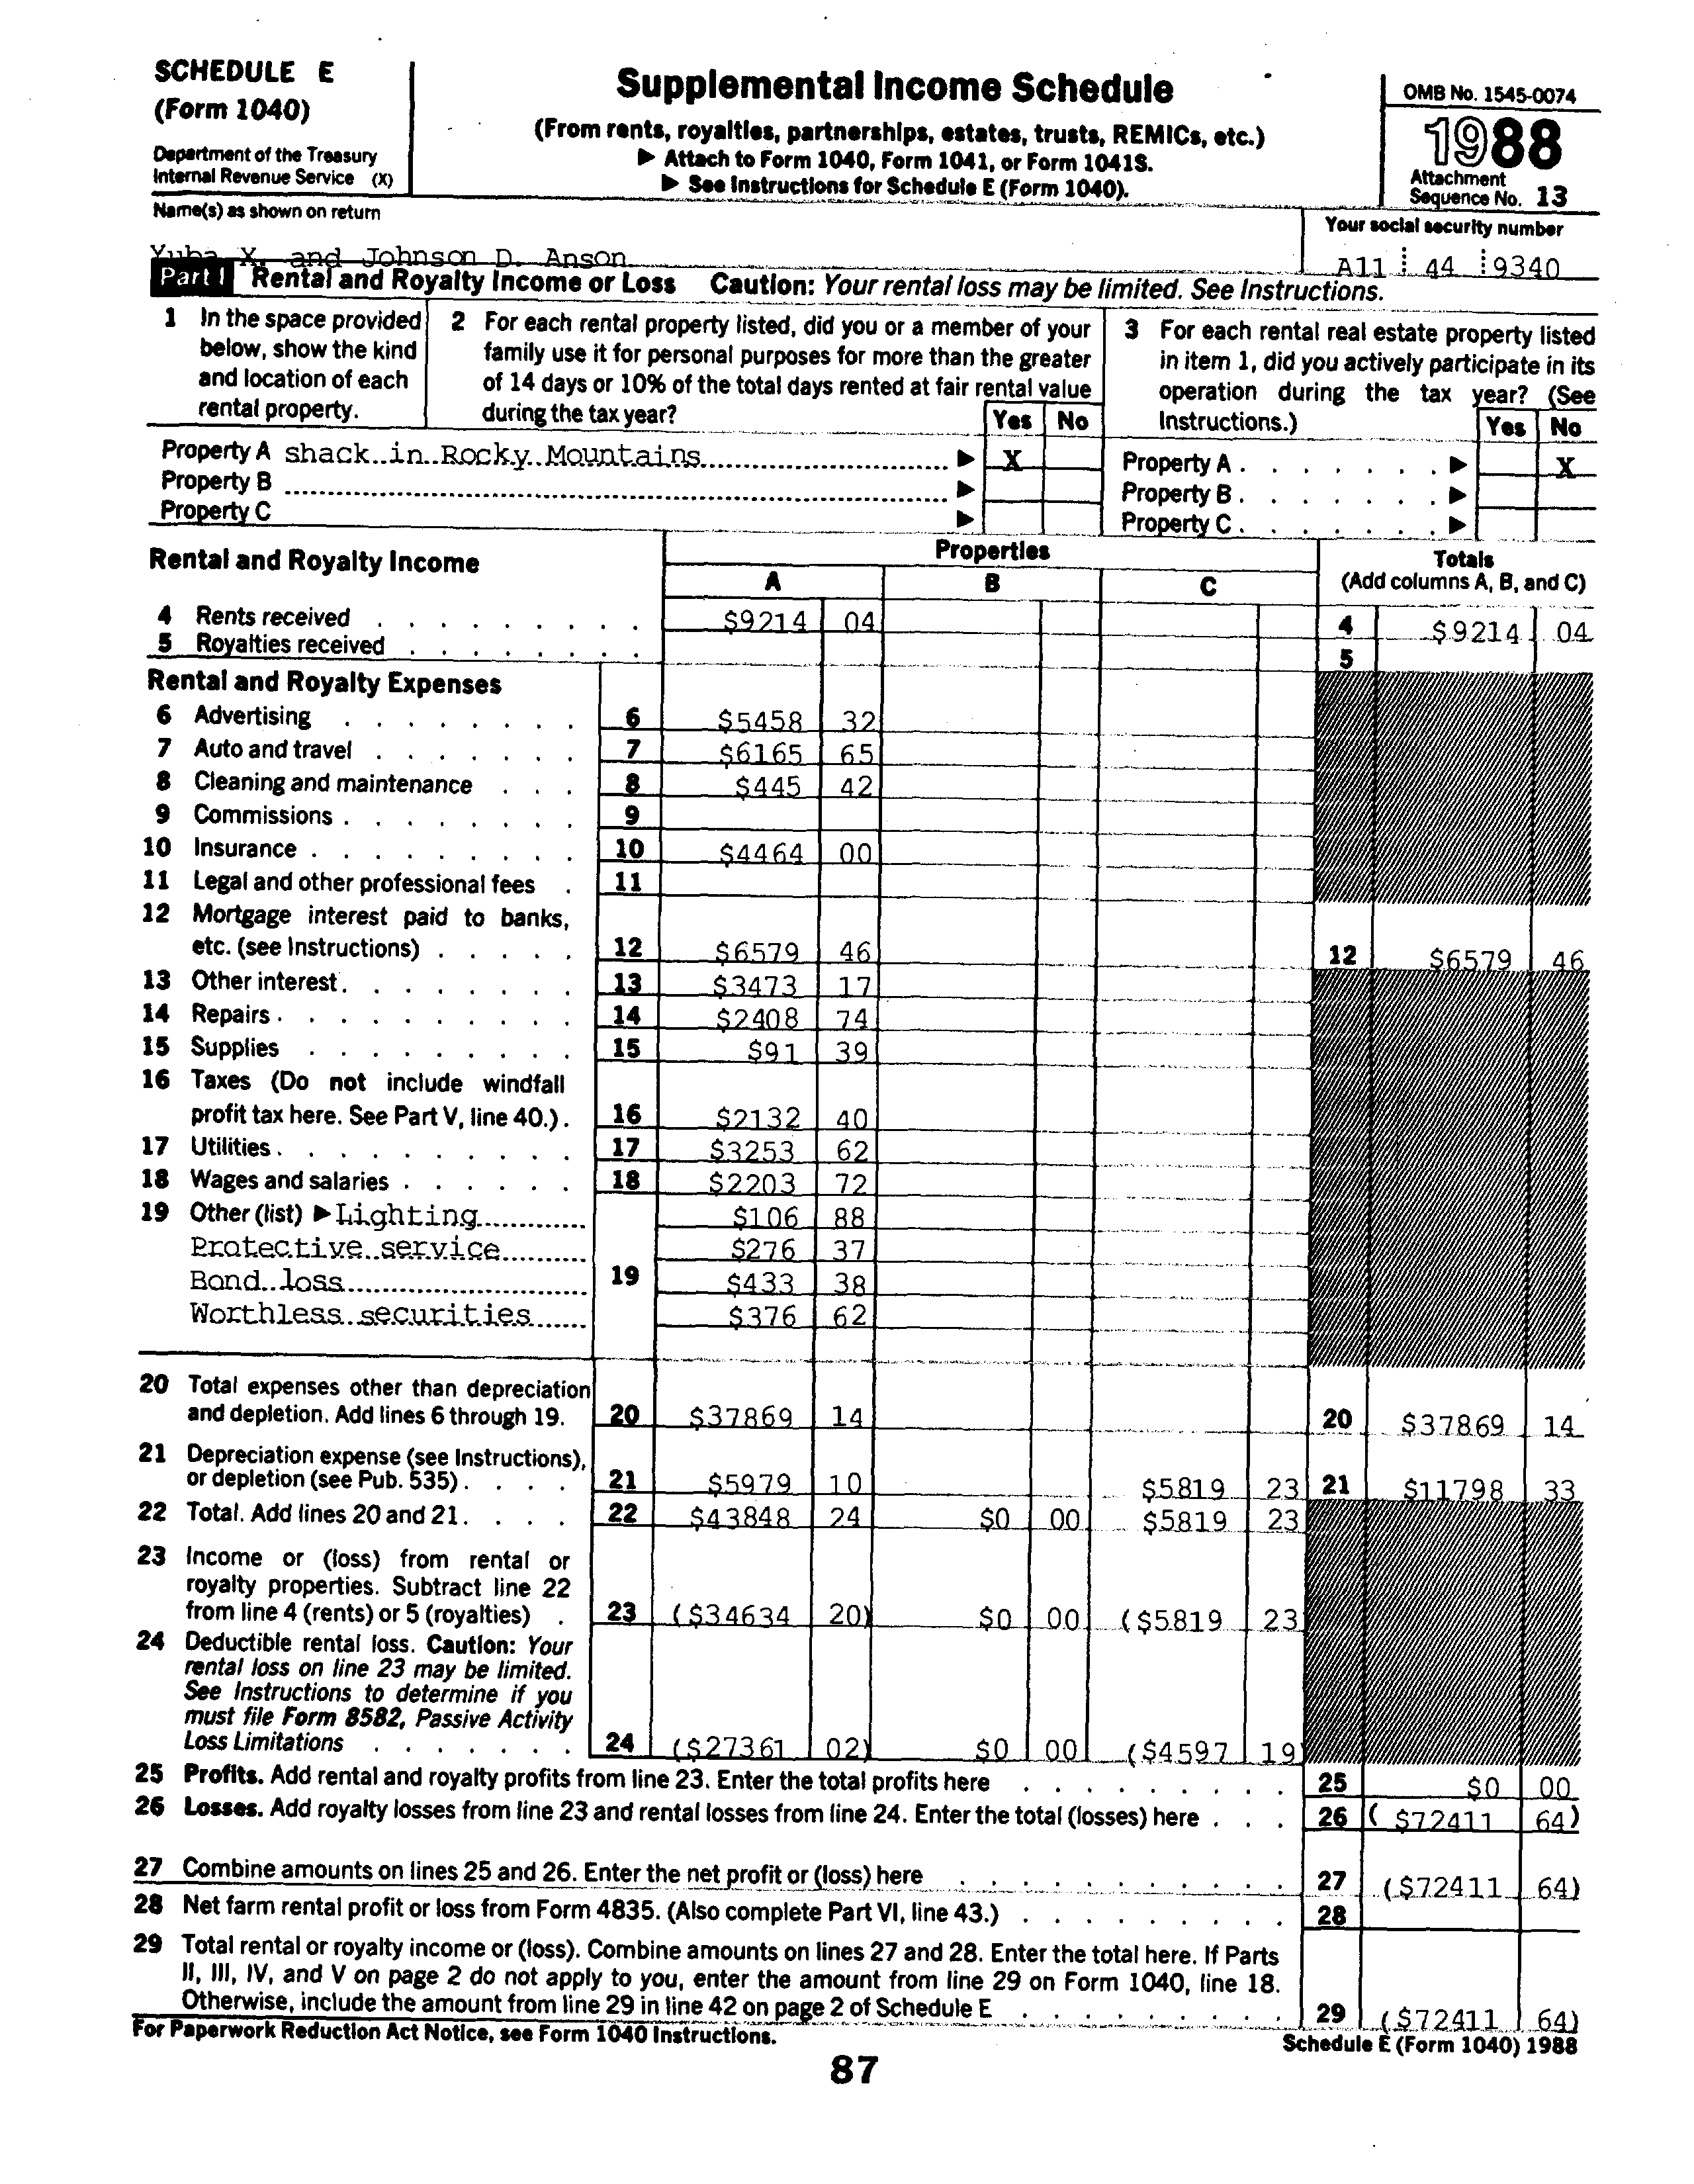 SCHEDULE E
(Form 1040)
Department of the Treasury
Internal Revenue Service (X)
Supplemental Income Schedule
(From rents, royalties, partnerships, estates, trusts, REMICs, etc.)
▶ Attach to Form 1040, Form 1041, or Form 1041S.
▶ See Instructions for Schedule E (Form 1040).
OMB No. 1545-0074
1988
Attachment
Sequence No. 13
Name(s) as shown on return
Yuba X. and Johnson D. Anson
Your social security number
A11 44 9340
Part I Rental and Royalty Income or Loss Caution: Your rental loss may be limited. See Instructions.
1 In the space provided
below, show the kind
and location of each
rental property.
2 For each rental property listed, did you or a member of your
family use it for personal purposes for more than the greater
of 14 days or 10% of the total days rented at fair rental value
during the tax year?
Yes No
3 For each rental real estate property listed
in item 1, did you actively participate in its
operation during the tax year? (See
Instructions.)
Yes No
Property A shack in Rocky Mountains ▶ X
Property B ▶
Property C ▶
Property A . . . . . . . ▶ X
Property B . . . . . . . ▶
Property C . . . . . . . ▶
Rental and Royalty Income
Properties
A B C
Totals
(Add columns A, B, and C)
4 Rents received $9214 04 4 $9214 04
5 Royalties received 5
Rental and Royalty Expenses
6 Advertising 6 $5458 32
7 Auto and travel 7 $6165 65
8 Cleaning and maintenance 8 $445 42
9 Commissions 9
10 Insurance 10 $4464 00
11 Legal and other professional fees 11
12 Mortgage interest paid to banks,
etc. (see Instructions) 12 $6579 46 12 $6579 46
13 Other interest 13 $3473 17
14 Repairs 14 $2408 74
15 Supplies 15 $91 39
16 Taxes (Do not include windfall
profit tax here. See Part V, line 40.) 16 $2132 40
17 Utilities 17 $3253 62
18 Wages and salaries 18 $2203 72
19 Other (list) ▶ Lighting $106 88
Protective service $276 37
Bond loss 19 $433 38
Worthless securities $376 62
20 Total expenses other than depreciation
and depletion. Add lines 6 through 19. 20 $37869 14 20 $37869 14
21 Depreciation expense (see Instructions),
or depletion (see Pub. 535) 21 $5979 10 $5819 23 21 $11798 33
22 Total. Add lines 20 and 21. 22 $43848 24 $0 00 $5819 23
23 Income or (loss) from rental or
royalty properties. Subtract line 22
from line 4 (rents) or 5 (royalties) 23 ($34634 20) $0 00 ($5819 23
24 Deductible rental loss. Caution: Your
rental loss on line 23 may be limited.
See Instructions to determine if you
must file Form 8582, Passive Activity
Loss Limitations 24 ($27361 02) $0 00 ($4597 19)
25 Profits. Add rental and royalty profits from line 23. Enter the total profits here 25 $0 00
26 Losses. Add royalty losses from line 23 and rental losses from line 24. Enter the total (losses) here 26 ( $72411 64)
27 Combine amounts on lines 25 and 26. Enter the net profit or (loss) here 27 ($72411 64)
28 Net farm rental profit or loss from Form 4835. (Also complete Part VI, line 43.) 28
29 Total rental or royalty income or (loss). Combine amounts on lines 27 and 28. Enter the total here. If Parts
II, III, IV, and V on page 2 do not apply to you, enter the amount from line 29 on Form 1040, line 18.
Otherwise, include the amount from line 29 in line 42 on page 2 of Schedule E 29 ($72411 64)
For Paperwork Reduction Act Notice, see Form 1040 Instructions.
Schedule E (Form 1040) 1988
87